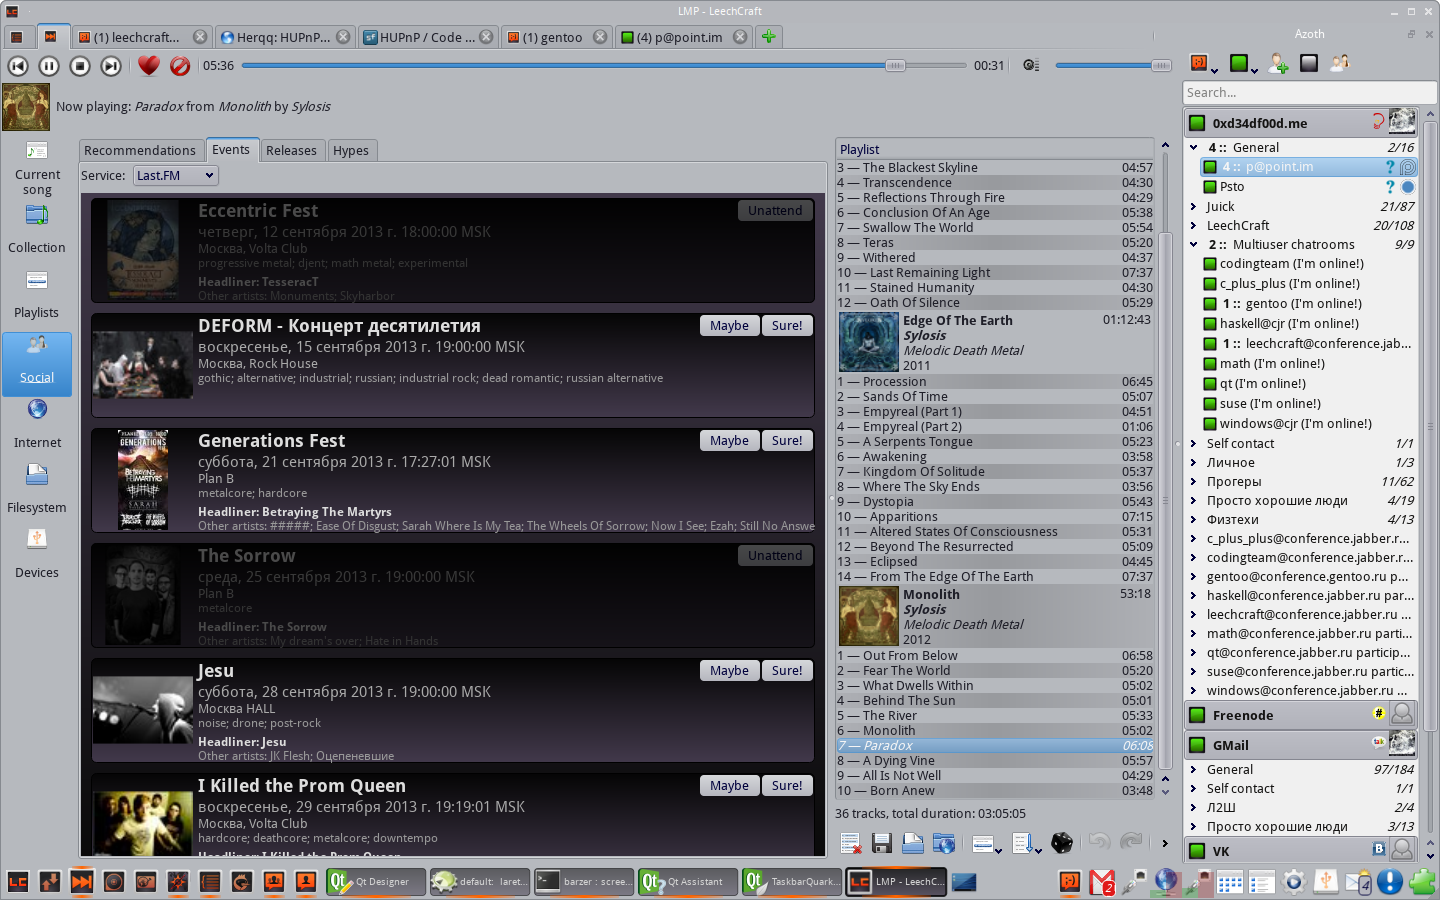 LMP - LeechCraft
(1) leechcraft...
Herqq: HUPnP...
HUPnP / Code ...
(1) gentoo
(4) p@point.im
Azoth
05:36
00:31
Search...
Now playing: Paradox from Monolith by Sylosis
Current song
Collection
Playlists
Social
Internet
Filesystem
Devices
Recommendations
Events
Releases
Hypes
Service: Last.FM
Eccentric Fest
Unattend
четверг, 12 сентября 2013 г. 18:00:00 MSK
Москва, Volta Club
progressive metal; djent; math metal; experimental
Headliner: TesseracT
Other artists: Monuments; Skyharbor
DEFORM - Концерт десятилетия
Maybe Sure!
воскресенье, 15 сентября 2013 г. 19:00:00 MSK
Москва, Rock House
gothic; alternative; industrial; russian; industrial rock; dead romantic; russian alternative
Generations Fest
Maybe Sure!
суббота, 21 сентября 2013 г. 17:27:01 MSK
Plan B
metalcore; hardcore
Headliner: Betraying The Martyrs
Other artists: #####; Ease Of Disgust; Sarah Where Is My Tea; The Wheels Of Sorrow; Now I See; Ezah; Still No Answe
The Sorrow
Unattend
среда, 25 сентября 2013 г. 19:00:00 MSK
Plan B
metalcore
Headliner: The Sorrow
Other artists: My dream's over; Hate in Hands
Jesu
Maybe Sure!
суббота, 28 сентября 2013 г. 19:00:00 MSK
Москва HALL
noise; drone; post-rock
Headliner: Jesu
Other artists: JK Flesh; Оцепеневшие
I Killed the Prom Queen
Maybe Sure!
воскресенье, 29 сентября 2013 г. 19:19:01 MSK
Москва, Volta Club
hardcore; deathcore; metalcore; downtempo
Headliner: I Killed the Prom Queen
Playlist
3 — The Blackest Skyline 04:57
4 — Transcendence 04:30
5 — Reflections Through Fire 04:29
6 — Conclusion Of An Age 05:38
7 — Swallow The World 05:54
8 — Teras 05:20
9 — Withered 04:37
10 — Last Remaining Light 07:37
11 — Stained Humanity 04:30
12 — Oath Of Silence 05:29
Edge Of The Earth 01:12:43
Sylosis
Melodic Death Metal
2011
1 — Procession 06:45
2 — Sands Of Time 05:07
3 — Empyreal (Part 1) 04:51
4 — Empyreal (Part 2) 01:06
5 — A Serpents Tongue 05:23
6 — Awakening 03:58
7 — Kingdom Of Solitude 05:37
8 — Where The Sky Ends 03:56
9 — Dystopia 05:43
10 — Apparitions 07:15
11 — Altered States Of Consciousness 05:31
12 — Beyond The Resurrected 05:09
13 — Eclipsed 04:45
14 — From The Edge Of The Earth 07:37
Monolith 53:18
Sylosis
Melodic Death Metal
2012
1 — Out From Below 06:58
2 — Fear The World 05:20
3 — What Dwells Within 05:02
4 — Behind The Sun 05:01
5 — The River 05:33
6 — Monolith 05:02
7 — Paradox 06:08
8 — A Dying Vine 05:57
9 — All Is Not Well 04:29
10 — Born Anew 03:48
36 tracks, total duration: 03:05:05
0xd34df00d.me
4 :: General 2/16
4 :: p@point.im
Psto
Juick 21/87
LeechCraft 20/108
2 :: Multiuser chatrooms 9/9
codingteam (I'm online!)
c_plus_plus (I'm online!)
1 :: gentoo (I'm online!)
haskell@cjr (I'm online!)
1 :: leechcraft@conference.jab...
math (I'm online!)
qt (I'm online!)
suse (I'm online!)
windows@cjr (I'm online!)
Self contact 1/1
Личное 1/3
Прогеры 11/62
Просто хорошие люди 4/19
Физтехи 4/13
c_plus_plus@conference.jabber.r...
codingteam@conference.jabber.r...
gentoo@conference.gentoo.ru p...
haskell@conference.jabber.ru par...
leechcraft@conference.jabber.ru ...
math@conference.jabber.ru parti...
qt@conference.jabber.ru particip...
suse@conference.jabber.ru partic...
windows@conference.jabber.ru ...
Freenode
GMail
General 97/184
Self contact 1/1
Л2Ш 2/4
Просто хорошие люди 3/13
VK
Qt Designer
default: laret...
barzer : scree...
Qt Assistant
TaskbarQuark...
LMP - LeechC...
2
4